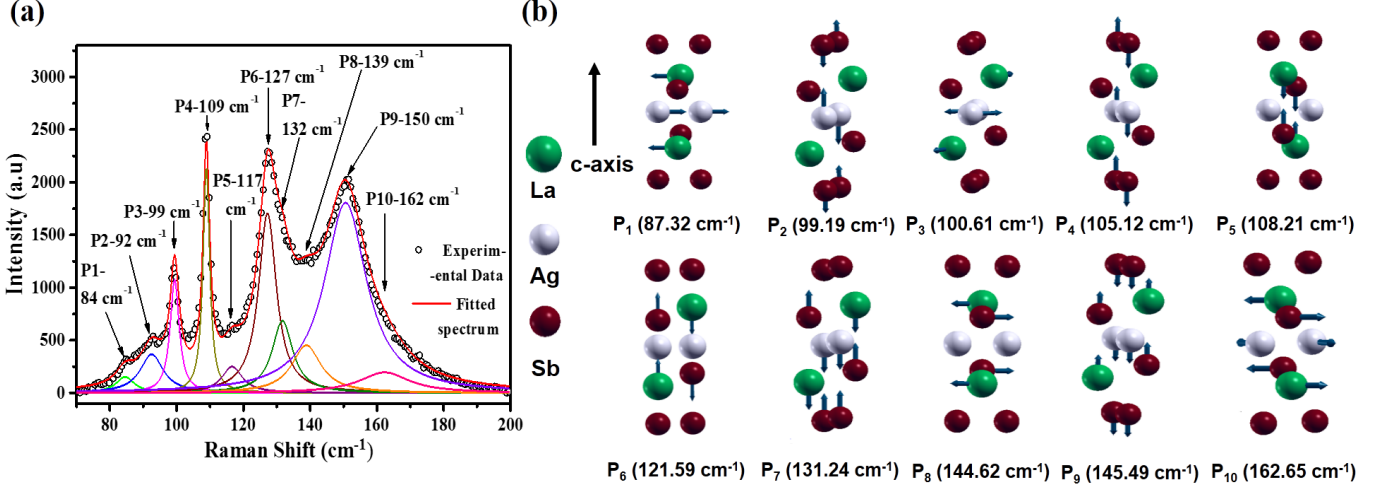 (a)
P8-139 cm-1
P6-127 cm-1
P7-
132 cm-1
P4-109 cm-1
P9-150 cm-1
P5-117
cm-1
P10-162 cm-1
P3-99 cm-1
P2-92 cm-1
P1-
84 cm-1
Experim-
-ental Data
Fitted
spectrum
Intensity (a.u)
3000
2500
2000
1500
1000
500
0
80 100 120 140 160 180 200
Raman Shift (cm-1)
(b)
c-axis
La
Ag
Sb
P1 (87.32 cm-1) P2 (99.19 cm-1) P3 (100.61 cm-1) P4 (105.12 cm-1) P5 (108.21 cm-1)
P6 (121.59 cm-1) P7 (131.24 cm-1) P8 (144.62 cm-1) P9 (145.49 cm-1) P10 (162.65 cm-1)